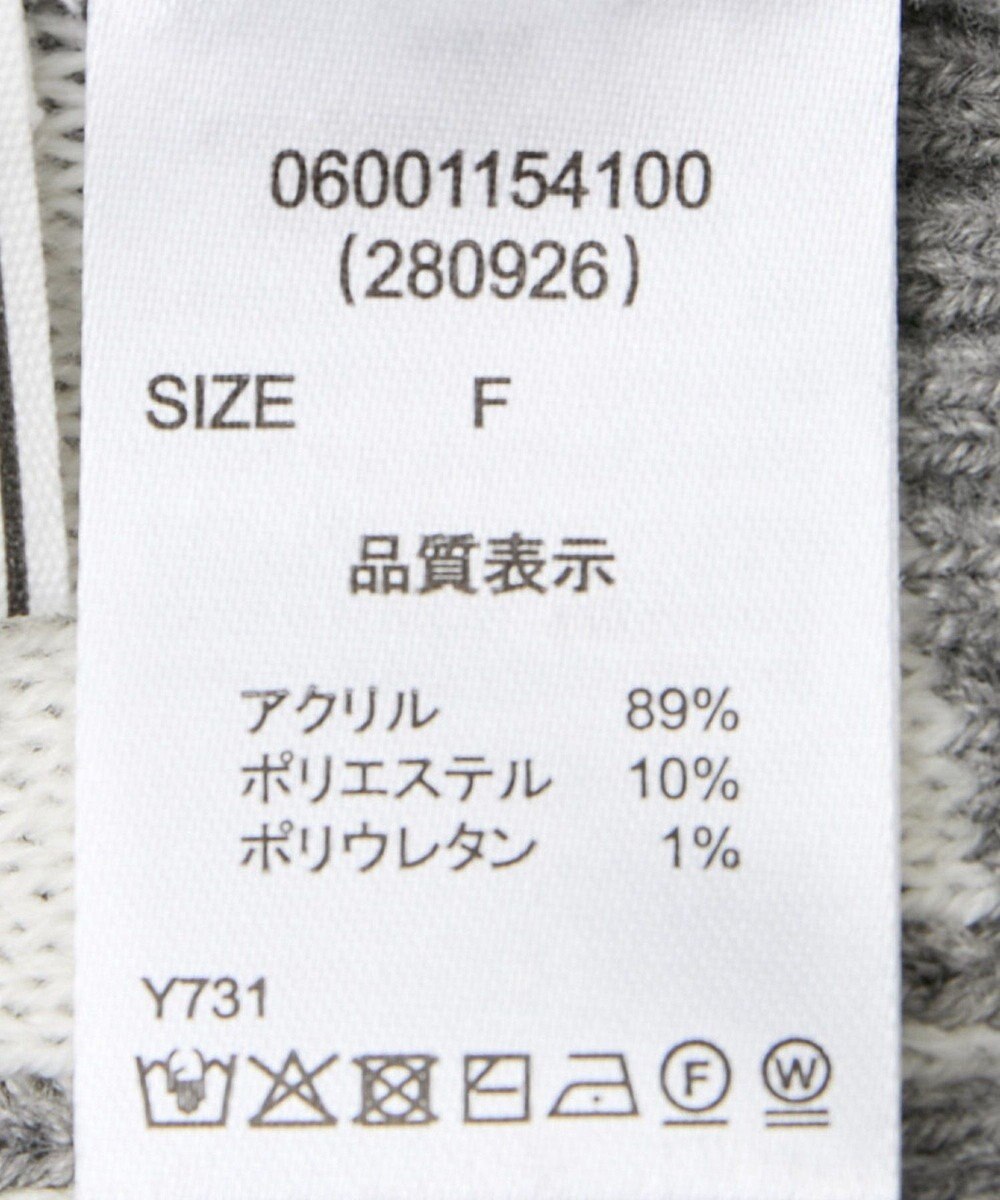 06001154100
(280926)
SIZE F
品質表示
アクリル 89%
ポリエステル 10%
ポリウレタン 1%
Y731
F W